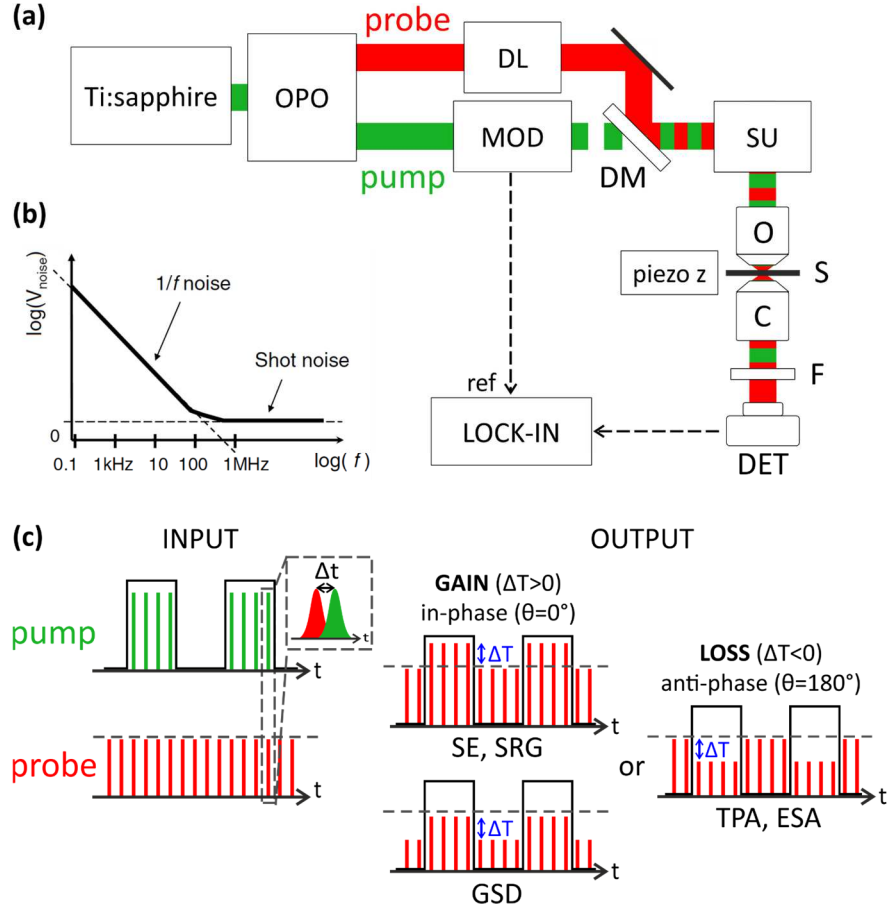 (a)
probe
Ti:sapphire
OPO
DL
MOD
pump
DM
SU
O
piezo z
S
C
F
DET
ref
LOCK-IN
(b)
log(V_noise)
1/f noise
Shot noise
0
0.1 1kHz 10 100 1MHz log( f )
(c)
INPUT
OUTPUT
pump
Δt
t
t
probe
t
GAIN (ΔT>0)
in-phase (θ=0°)
ΔT
t
SE, SRG
ΔT
t
GSD
or
LOSS (ΔT<0)
anti-phase (θ=180°)
ΔT
t
TPA, ESA